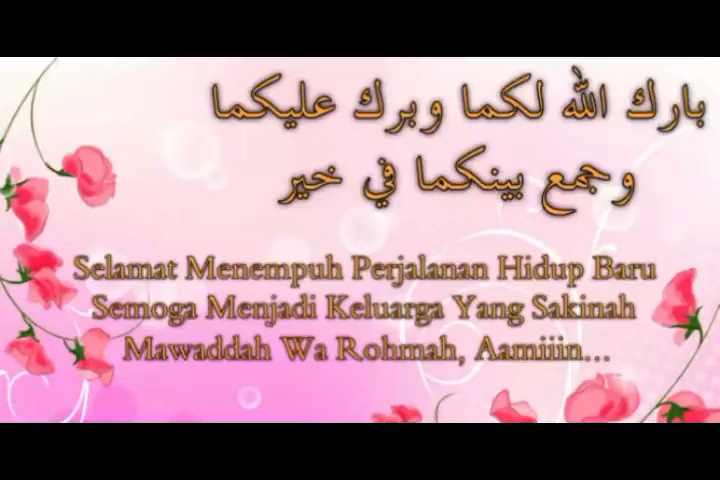 بارك الله لكما وبرك عليكما
وجمع بينكما في خير
Selamat Menempuh Perjalanan Hidup Baru
Semoga Menjadi Keluarga Yang Sakinah
Mawaddah Wa Rohmah, Aamiiin...